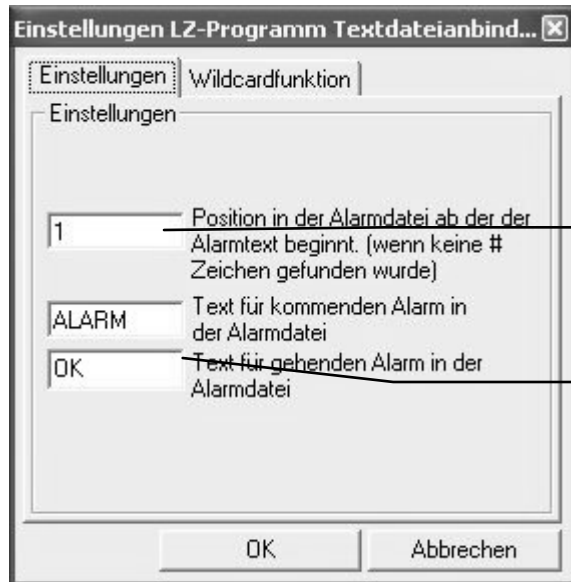 Einstellungen LZ-Programm Textdateianbind...
Einstellungen
Wildcardfunktion
Einstellungen
1
Position in der Alarmdatei ab der der
Alarmtext beginnt. (wenn keine #
Zeichen gefunden wurde)
ALARM
Text für kommenden Alarm in
der Alarmdatei
OK
Text für gehenden Alarm in der
Alarmdatei
OK
Abbrechen